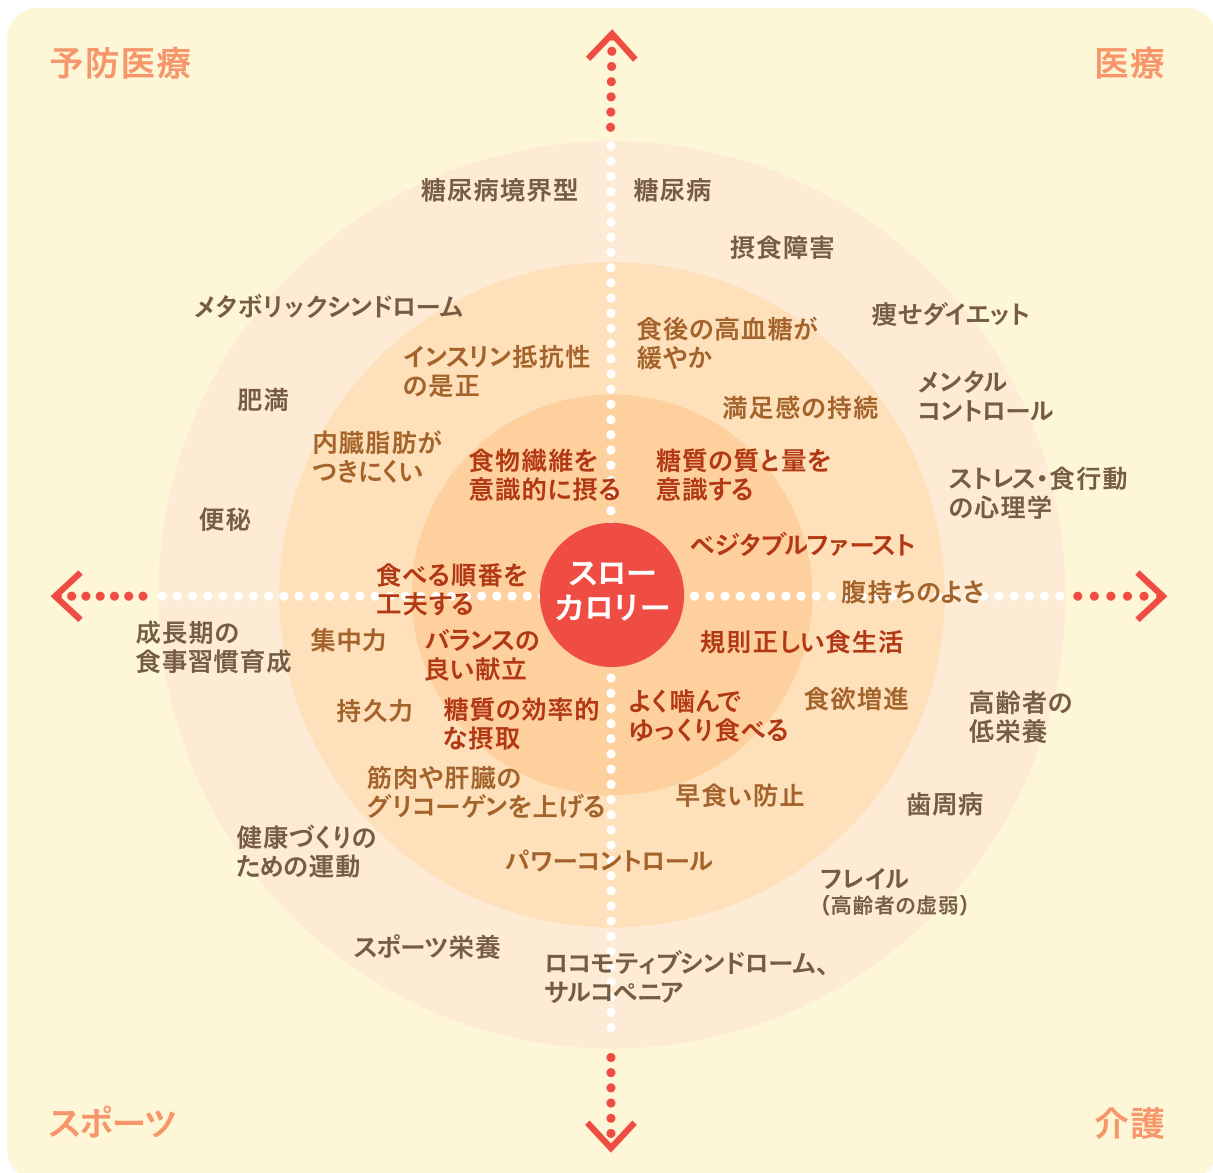 予防医療
医療
糖尿病境界型
糖尿病
摂食障害
メタボリックシンドローム
痩せダイエット
食後の高血糖が
緩やか
インスリン抵抗性
の是正
メンタル
コントロール
肥満
満足感の持続
内臓脂肪が
つきにくい
食物繊維を
意識的に摂る
糖質の質と量を
意識する
ストレス・食行動
の心理学
便秘
ベジタブルファースト
食べる順番を
工夫する
スロー
カロリー
腹持ちのよさ
成長期の
食事習慣育成
集中力
バランスの
良い献立
規則正しい食生活
持久力
糖質の効率的
な摂取
よく噛んで
ゆっくり食べる
食欲増進
高齢者の
低栄養
筋肉や肝臓の
グリコーゲンを上げる
早食い防止
歯周病
健康づくりの
ための運動
パワーコントロール
フレイル
（高齢者の虚弱）
スポーツ栄養
ロコモティブシンドローム、
サルコペニア
スポーツ
介護